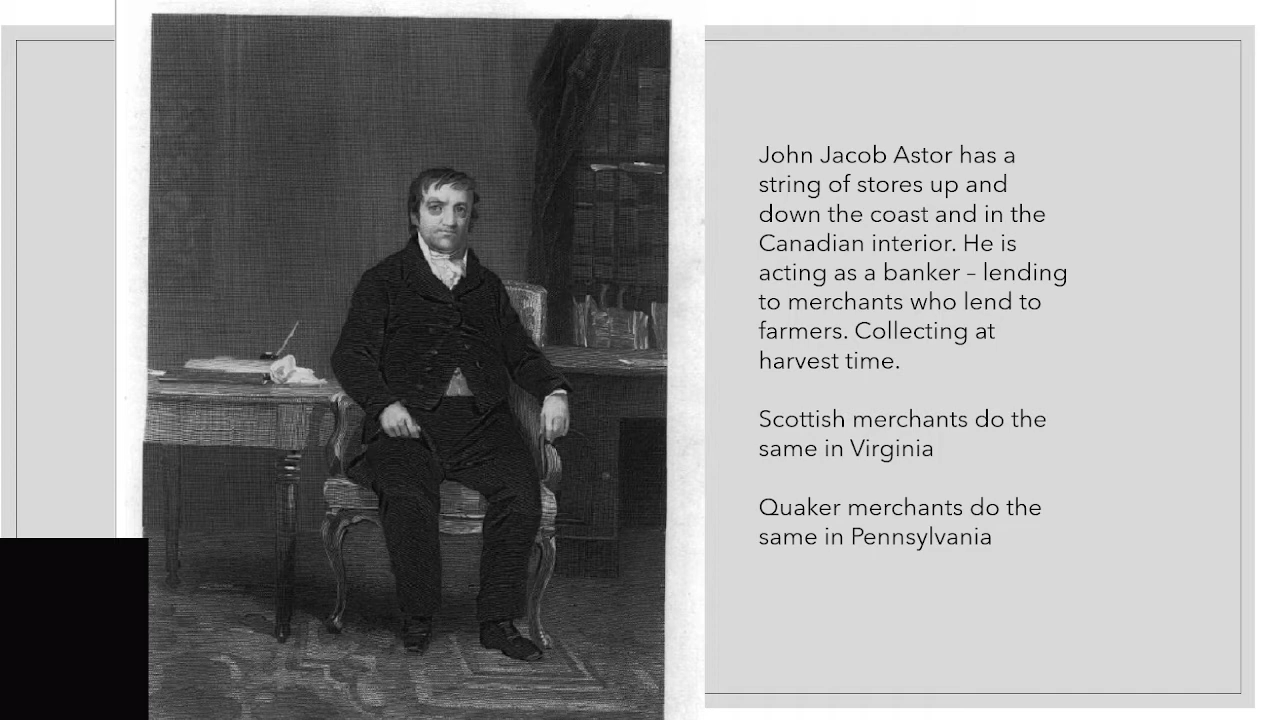 John Jacob Astor has a
string of stores up and
down the coast and in the
Canadian interior. He is
acting as a banker – lending
to merchants who lend to
farmers. Collecting at
harvest time.
Scottish merchants do the
same in Virginia
Quaker merchants do the
same in Pennsylvania